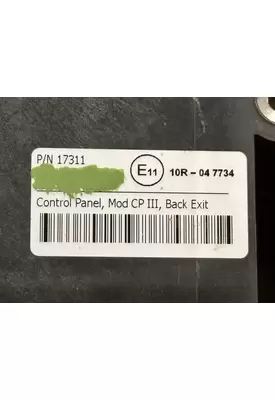 P/N 17311
E11 10R - 04 7734
Control Panel, Mod CP III, Back Exit